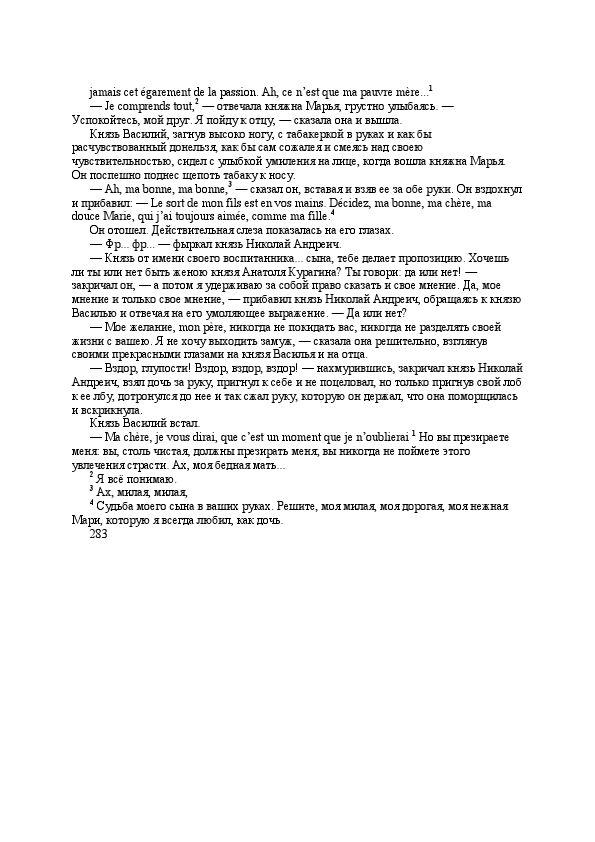 jamais cet égarement de la passion. Ah, ce n’est que ma pauvre mère...1
— Je comprends tout,2 — отвечала княжна Марья, грустно улыбаясь. —
Успокойтесь, мой друг. Я пойду к отцу, — сказала она и вышла.
Князь Василий, загнув высоко ногу, с табакеркой в руках и как бы
расчувствованный донельзя, как бы сам сожалея и смеясь над своею
чувствительностью, сидел с улыбкой умиления на лице, когда вошла княжна Марья.
Он поспешно поднес щепоть табаку к носу.
— Ah, ma bonne, ma bonne,3 — сказал он, вставая и взяв ее за обе руки. Он вздохнул
и прибавил: — Le sort de mon fils est en vos mains. Décidez, ma bonne, ma chère, ma
douce Marie, qui j’ai toujours aimée, comme ma fille.4
Он отошел. Действительная слеза показалась на его глазах.
— Фр... фр... — фыркал князь Николай Андреич.
— Князь от имени своего воспитанника... сына, тебе делает пропозицию. Хочешь
ли ты или нет быть женою князя Анатоля Курагина? Ты говори: да или нет! —
закричал он, — а потом я удерживаю за собой право сказать и свое мнение. Да, мое
мнение и только свое мнение, — прибавил князь Николай Андреич, обращаясь к князю
Василью и отвечая на его умоляющее выражение. — Да или нет?
— Мое желание, mon père, никогда не покидать вас, никогда не разделять своей
жизни с вашею. Я не хочу выходить замуж, — сказала она решительно, взглянув
своими прекрасными глазами на князя Василья и на отца.
— Вздор, глупости! Вздор, вздор, вздор! — нахмурившись, закричал князь Николай
Андреич, взял дочь за руку, пригнул к себе и не поцеловал, но только пригнув свой лоб
к ее лбу, дотронулся до нее и так сжал руку, которую он держал, что она поморщилась
и вскрикнула.
Князь Василий встал.
— Ma chère, je vous dirai, que c’est un moment que je n’oublierai 1 Но вы презираете
меня: вы, столь чистая, должны презирать меня; вы никогда не поймете этого
увлечения страсти. Ах, моя бедная мать...
2 Я всё понимаю.
3 Ах, милая, милая,
4 Судьба моего сына в ваших руках. Решите, моя милая, моя дорогая, моя нежная
Мари, которую я всегда любил, как дочь.
283